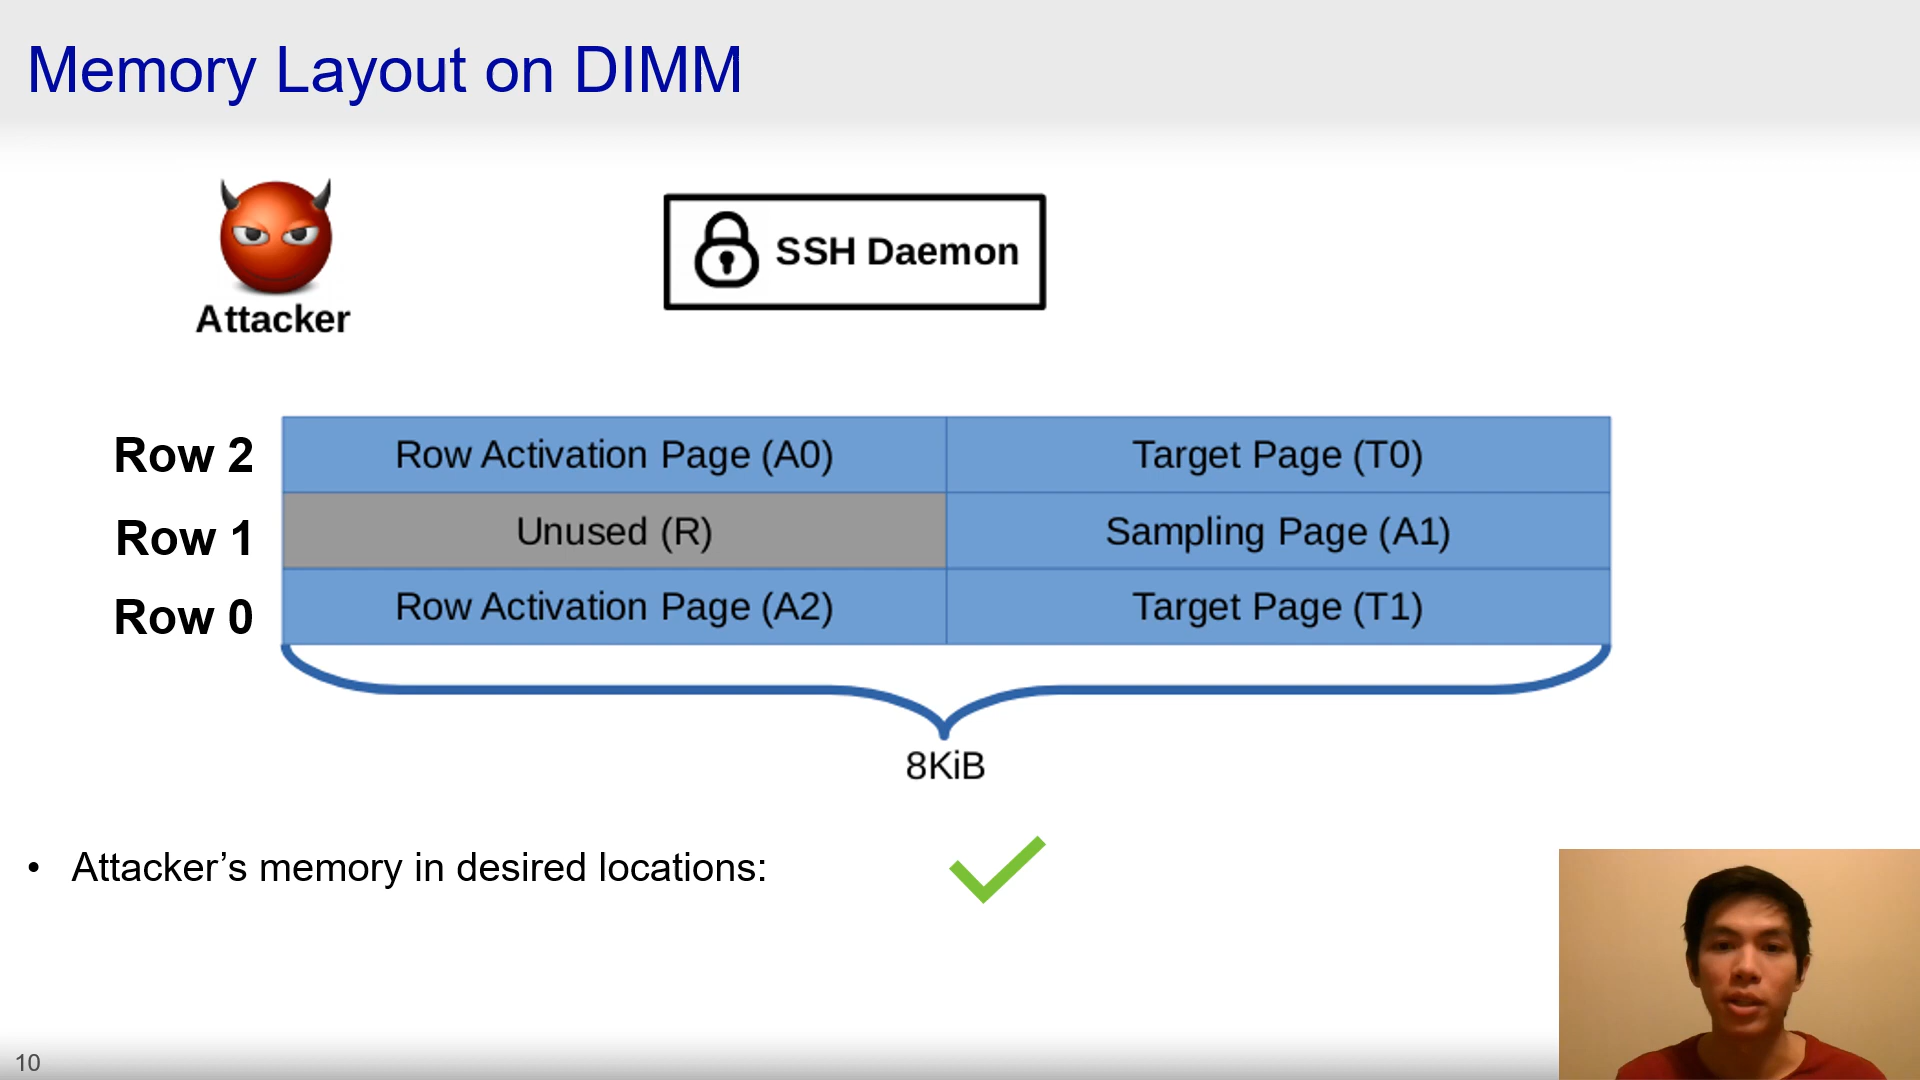 Memory Layout on DIMM
Attacker
SSH Daemon
Row 2
Row Activation Page (A0)
Target Page (T0)
Row 1
Unused (R)
Sampling Page (A1)
Row 0
Row Activation Page (A2)
Target Page (T1)
8KiB
• Attacker’s memory in desired locations:
10